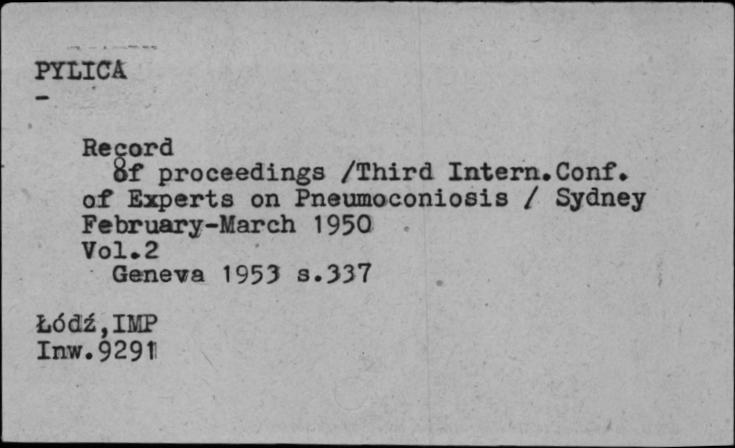 PYLICA
-
Record
of proceedings /Third Intern.Conf.
of Experts on Pneumoconiosis / Sydney
February-March 1950
Vol.2
Geneva 1953 s.337
Łódź,IMP
Inw.9291